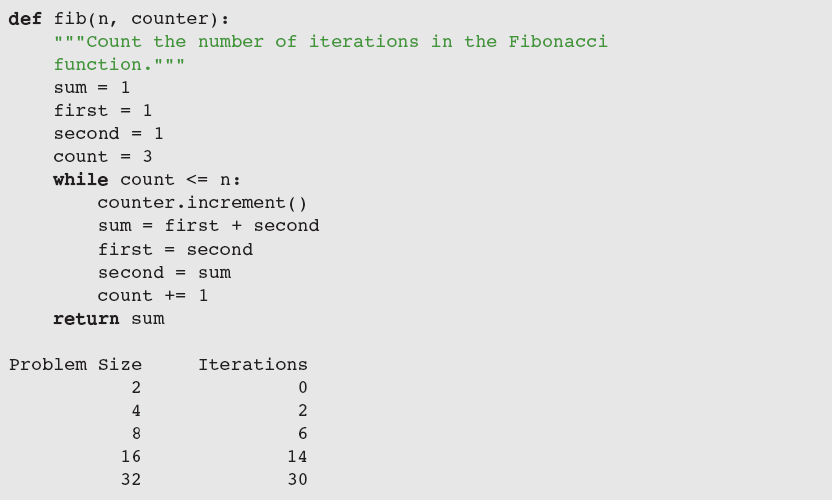 def fib(n, counter):
    """Count the number of iterations in the Fibonacci
    function."""
    sum = 1
    first = 1
    second = 1
    count = 3
    while count <= n:
        counter.increment()
        sum = first + second
        first = second
        second = sum
        count += 1
    return sum
Problem Size     Iterations
           2              0
           4              2
           8              6
          16             14
          32             30